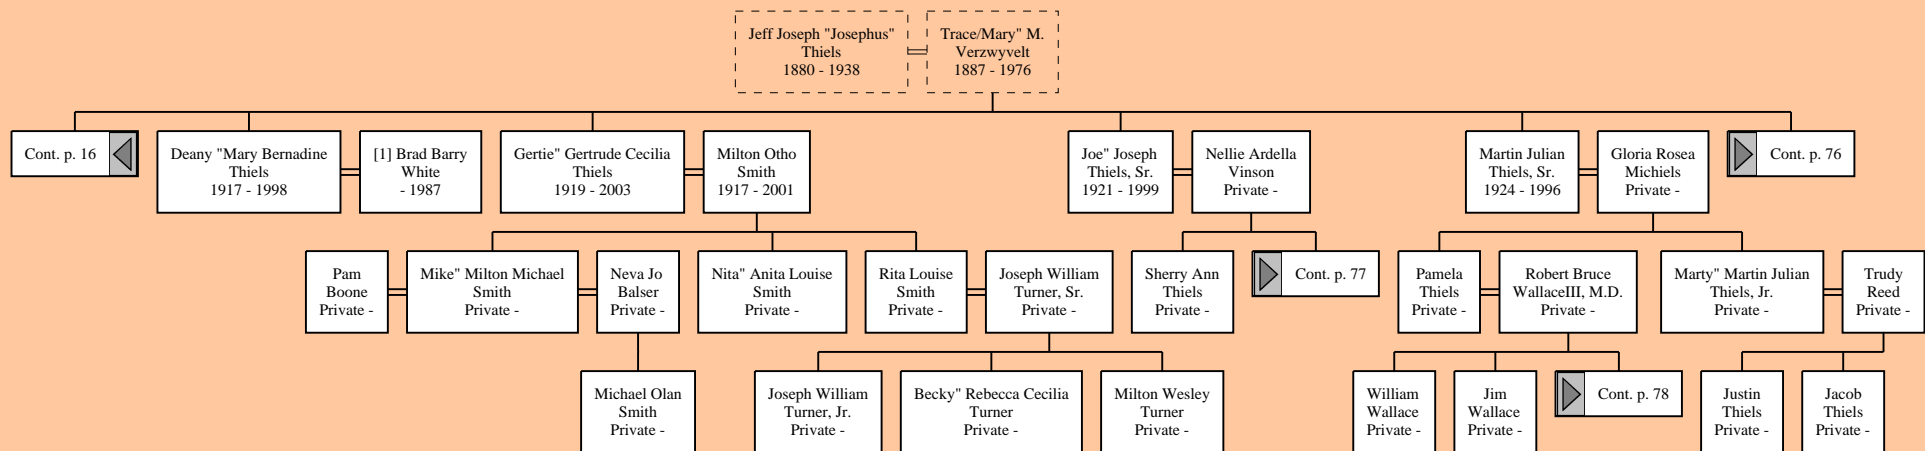 Jeff Joseph "Josephus"
Thiels
1880 - 1938
Trace/Mary" M.
Verzwyvelt
1887 - 1976
Cont. p. 16
Deany "Mary Bernadine
Thiels
1917 - 1998
[1] Brad Barry
White
- 1987
Gertie" Gertrude Cecilia
Thiels
1919 - 2003
Milton Otho
Smith
1917 - 2001
Joe" Joseph
Thiels, Sr.
1921 - 1999
Nellie Ardella
Vinson
Private -
Martin Julian
Thiels, Sr.
1924 - 1996
Gloria Rosea
Michiels
Private -
Cont. p. 76
Pam
Boone
Private -
Mike" Milton Michael
Smith
Private -
Neva Jo
Balser
Private -
Nita" Anita Louise
Smith
Private -
Rita Louise
Smith
Private -
Joseph William
Turner, Sr.
Private -
Sherry Ann
Thiels
Private -
Cont. p. 77
Pamela
Thiels
Private -
Robert Bruce
WallaceIII, M.D.
Private -
Marty" Martin Julian
Thiels, Jr.
Private -
Trudy
Reed
Private -
Michael Olan
Smith
Private -
Joseph William
Turner, Jr.
Private -
Becky" Rebecca Cecilia
Turner
Private -
Milton Wesley
Turner
Private -
William
Wallace
Private -
Jim
Wallace
Private -
Cont. p. 78
Justin
Thiels
Private -
Jacob
Thiels
Private -